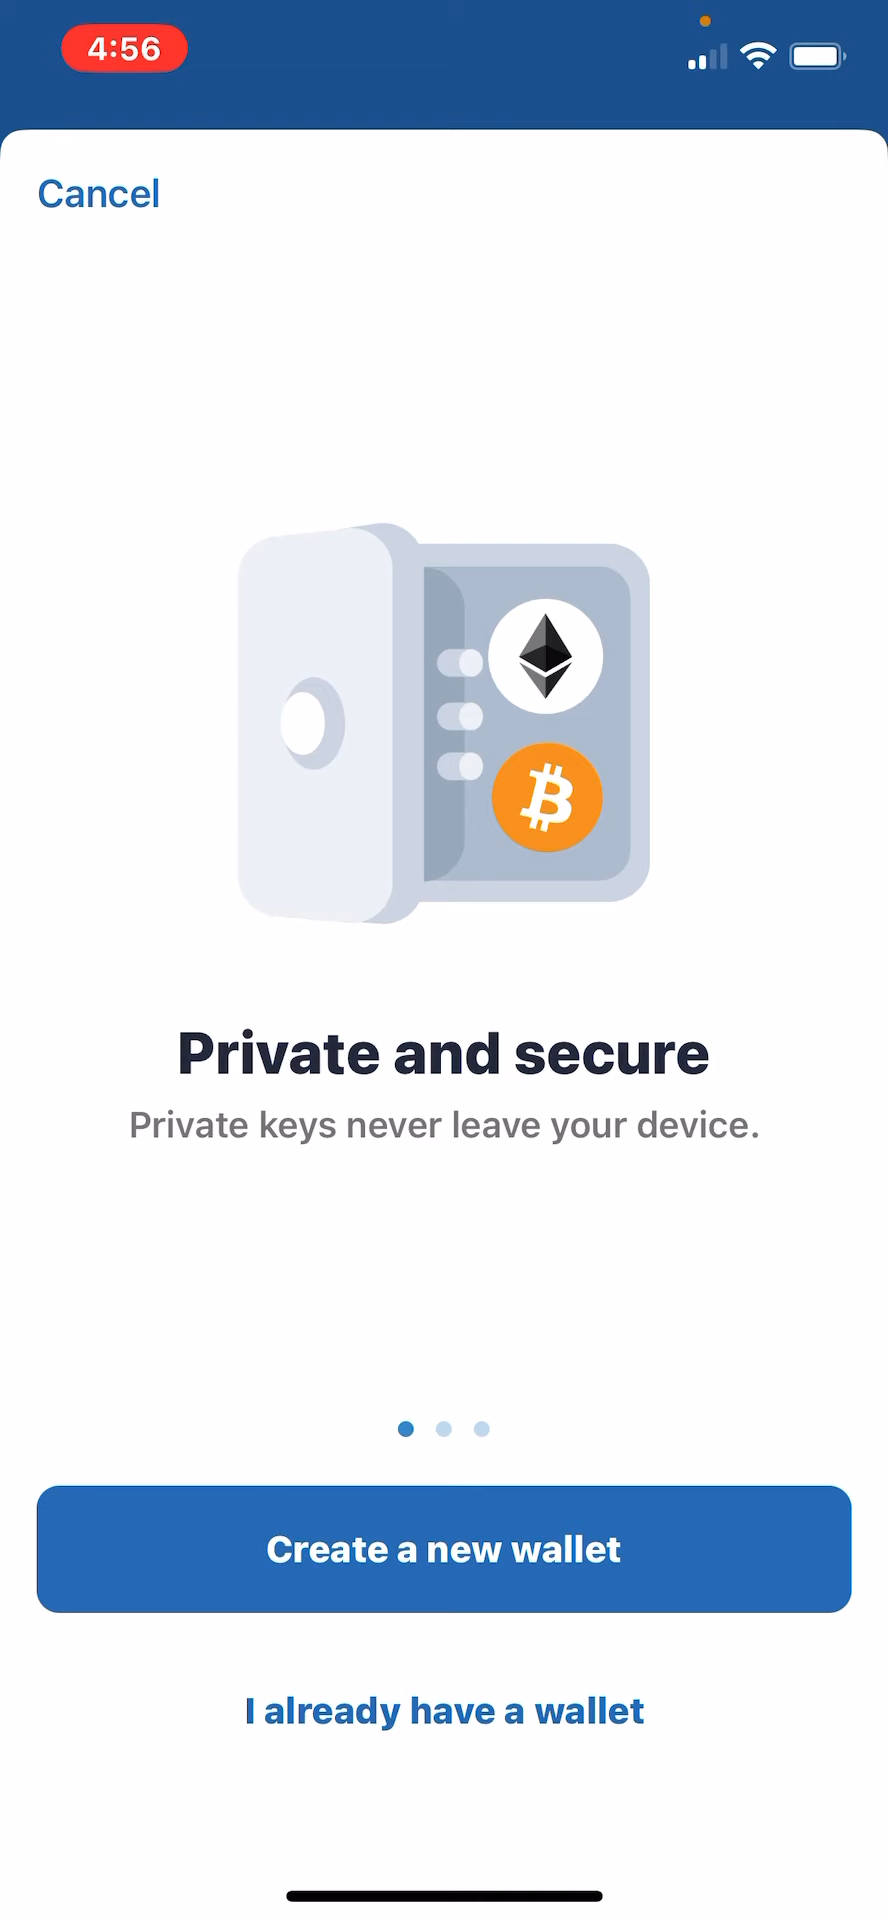 4:56
Cancel
Private and secure
Private keys never leave your device.
Create a new wallet
I already have a wallet